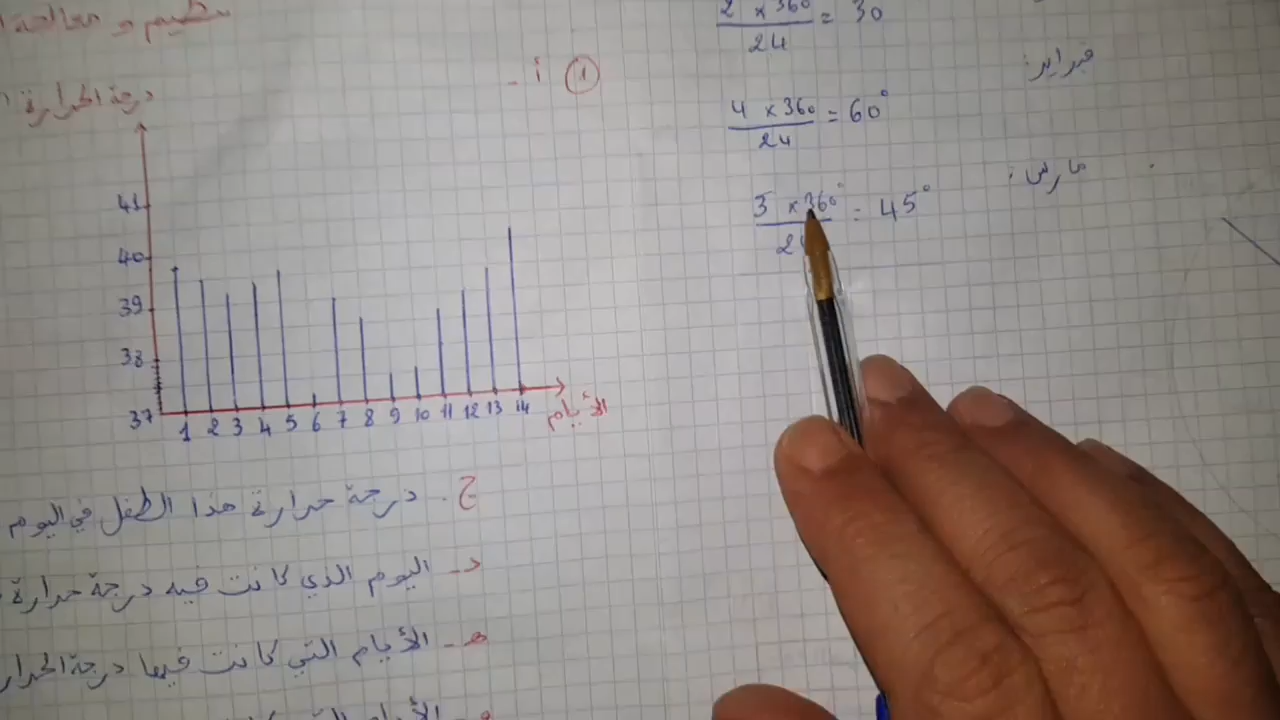 تنظيم و معالجة
درجة الحرارة
① أ -
41
40
39
38
37
1 2 3 4 5 6 7 8 9 10 11 12 13 14
الأيام
ج. درجة حرارة هذا الطفل في اليوم
د- اليوم الذي كانت فيه درجة حرارة
هـ- الأيام التي كانت فيها درجة الحرار
2 × 360 / 24 = 30
فبراير:
4 × 360 / 24 = 60°
مارس:
3 × 360° / 24 = 45°